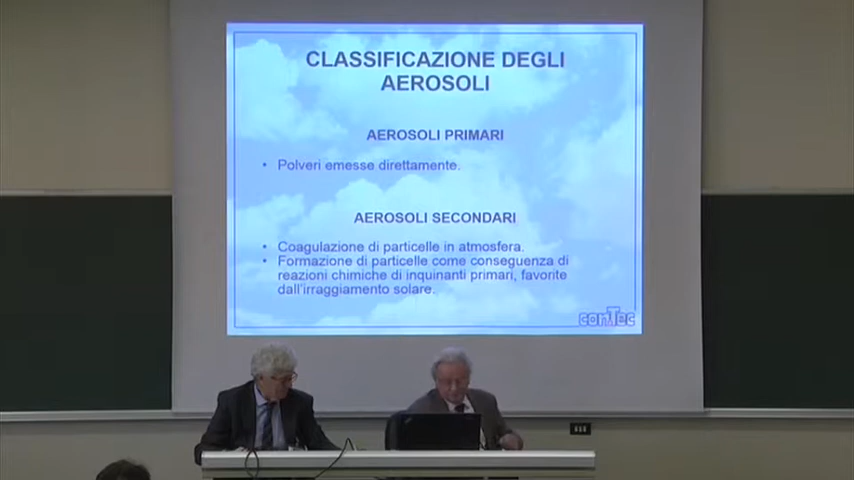 CLASSIFICAZIONE DEGLI
AEROSOLI
AEROSOLI PRIMARI
• Polveri emesse direttamente.
AEROSOLI SECONDARI
• Coagulazione di particelle in atmosfera.
• Formazione di particelle come conseguenza di
reazioni chimiche di inquinanti primari, favorite
dall'irraggiamento solare.
conTec